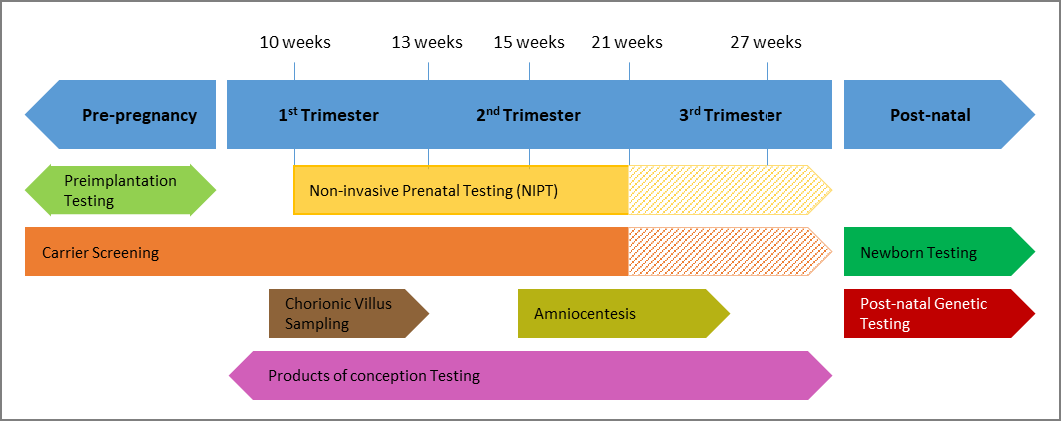 10 weeks 13 weeks 15 weeks 21 weeks 27 weeks
Pre-pregnancy 1st Trimester 2nd Trimester 3rd Trimester Post-natal
Preimplantation
Testing
Non-invasive Prenatal Testing (NIPT)
Carrier Screening
Newborn Testing
Chorionic Villus
Sampling
Amniocentesis
Post-natal Genetic
Testing
Products of conception Testing